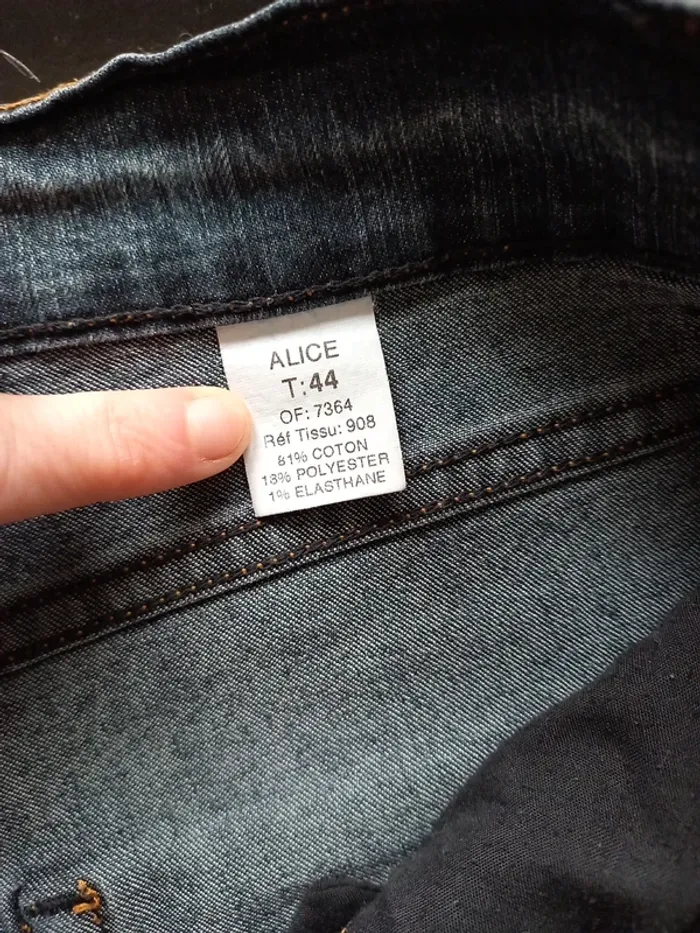 ALICE
T:44
OF: 7364
Réf Tissu: 908
81% COTON
18% POLYESTER
1% ELASTHANE